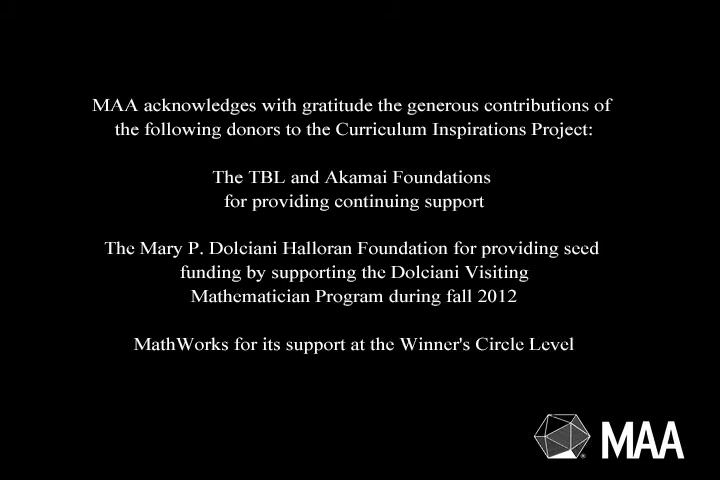 MAA acknowledges with gratitude the generous contributions of
the following donors to the Curriculum Inspirations Project:
The TBL and Akamai Foundations
for providing continuing support
The Mary P. Dolciani Halloran Foundation for providing seed
funding by supporting the Dolciani Visiting
Mathematician Program during fall 2012
MathWorks for its support at the Winner's Circle Level
® MAA